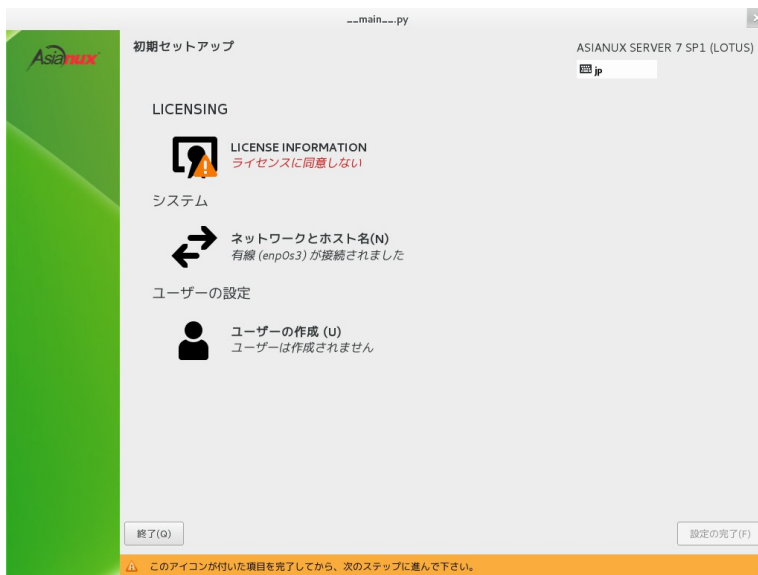 __main__.py
Asianux
初期セットアップ
ASIANUX SERVER 7 SP1 (LOTUS)
jp
LICENSING
LICENSE INFORMATION
ライセンスに同意しない
システム
ネットワークとホスト名(N)
有線 (enp0s3) が接続されました
ユーザーの設定
ユーザーの作成 (U)
ユーザーは作成されません
終了(Q)
設定の完了(F)
このアイコンが付いた項目を完了してから、次のステップに進んで下さい。